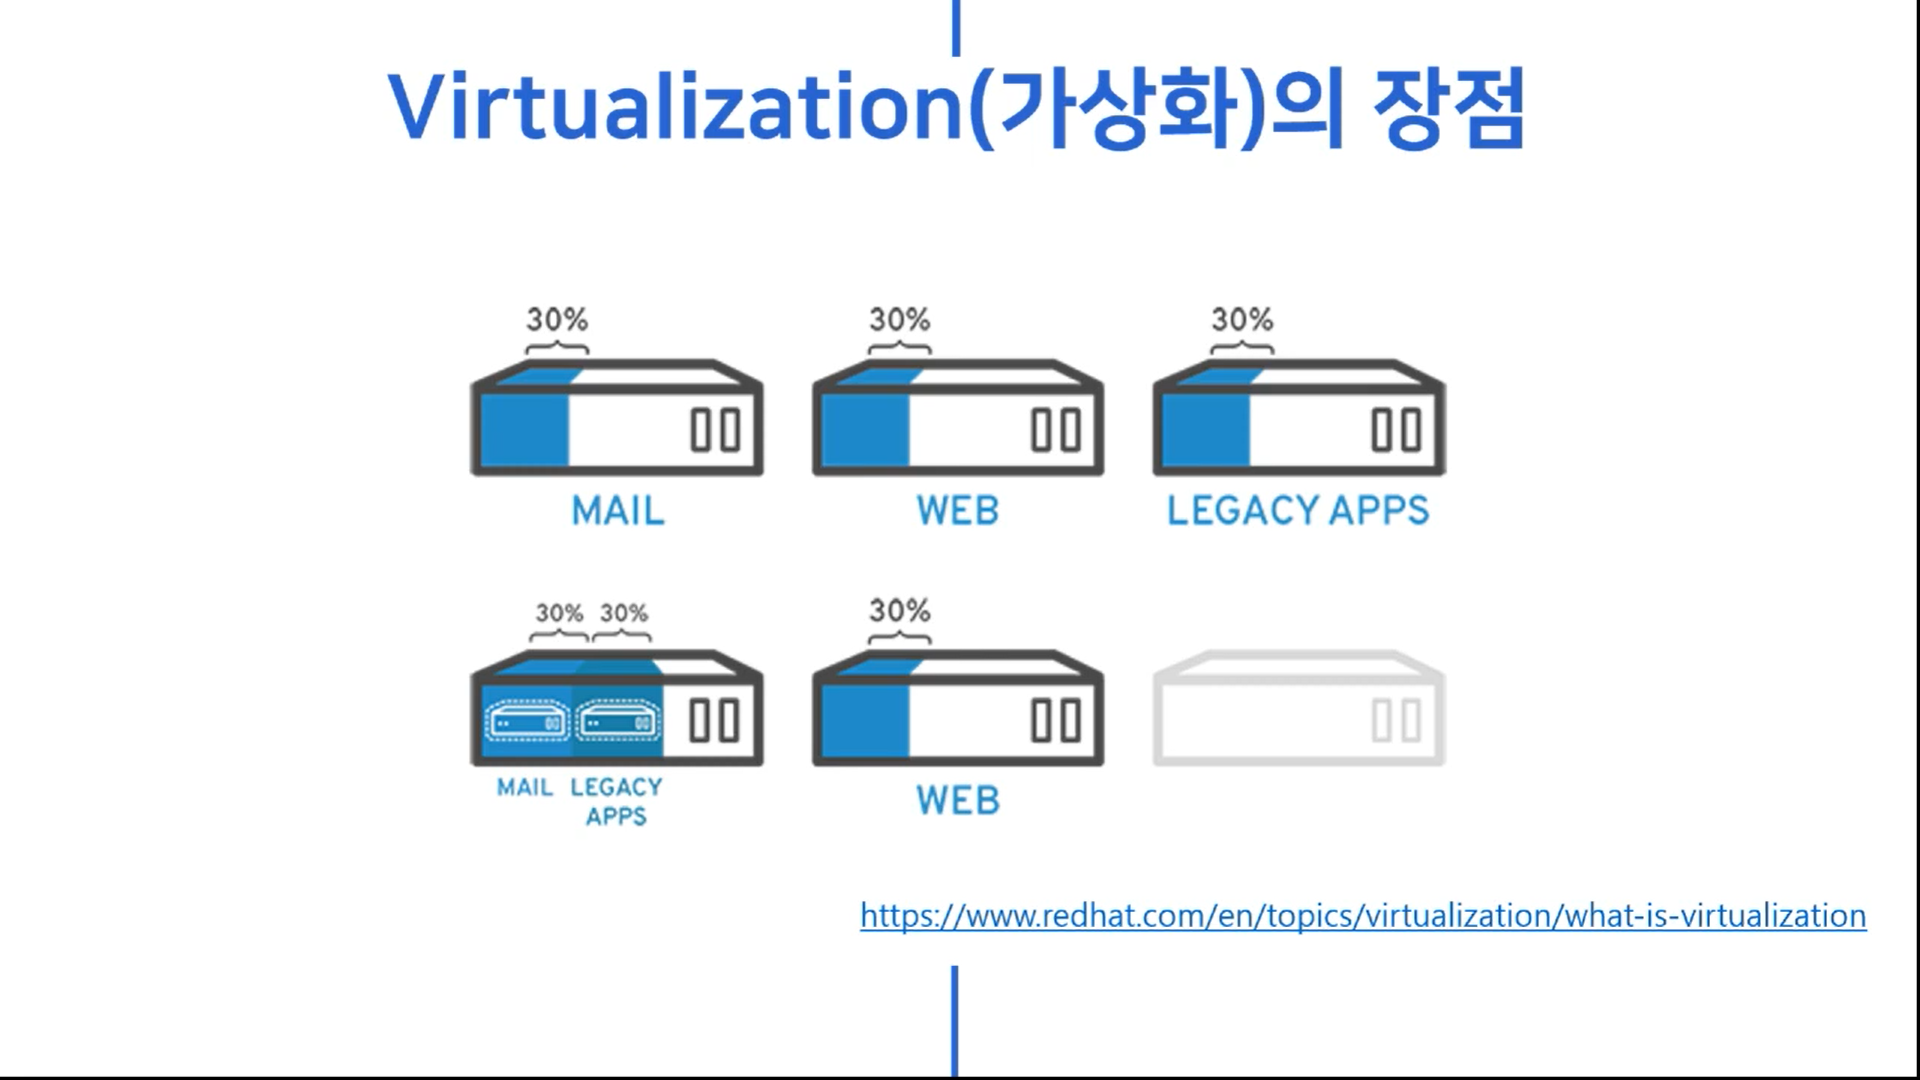 Virtualization(가상화)의 장점
30% 30% 30%
MAIL WEB LEGACY APPS
30% 30% 30%
MAIL LEGACY APPS WEB
https://www.redhat.com/en/topics/virtualization/what-is-virtualization